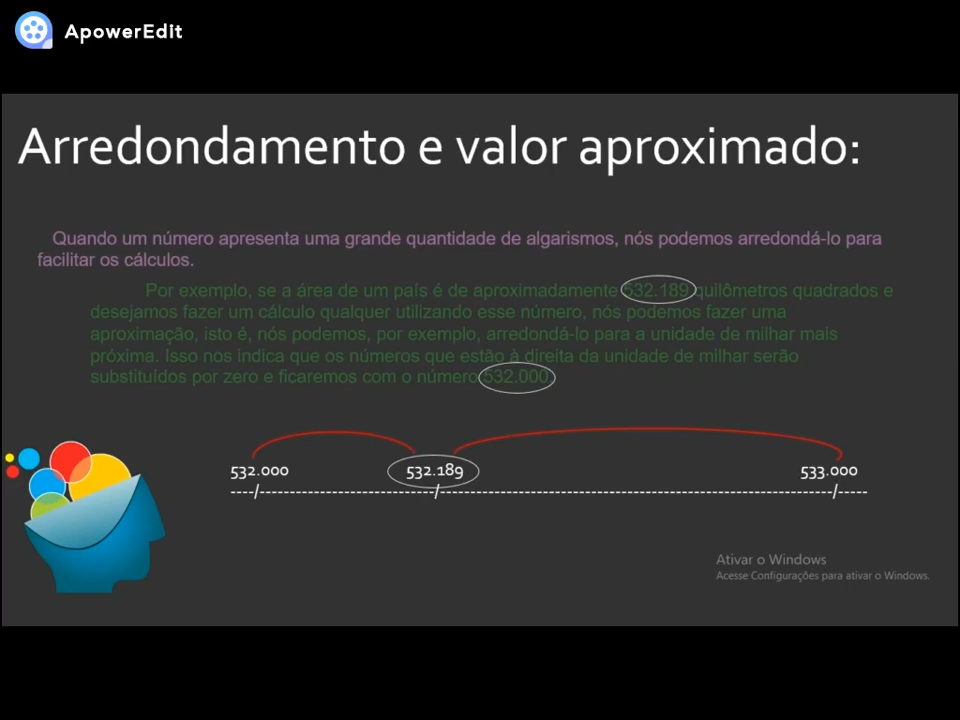 ApowerEdit
Arredondamento e valor aproximado:
Quando um número apresenta uma grande quantidade de algarismos, nós podemos arredondá-lo para
facilitar os cálculos.
Por exemplo, se a área de um país é de aproximadamente 532.189 quilômetros quadrados e
desejamos fazer um cálculo qualquer utilizando esse número, nós podemos fazer uma
aproximação, isto é, nós podemos, por exemplo, arredondá-lo para a unidade de milhar mais
próxima. Isso nos indica que os números que estão à direita da unidade de milhar serão
substituídos por zero e ficaremos com o número 532.000.
532.000 532.189 533.000
----/--------------------------------/-----------------------------------------------------------------------/-----
Ativar o Windows
Acesse Configurações para ativar o Windows.